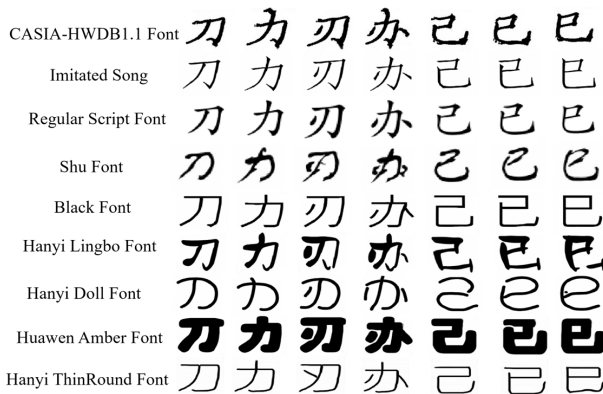 CASIA-HWDB1.1 Font 刀 力 刃 办 己 已 巳
Imitated Song 刀 力 刃 办 己 已 巳
Regular Script Font 刀 力 刃 办 己 已 巳
Shu Font 刀 力 刃 办 己 已 巳
Black Font 刀 力 刃 办 己 已 巳
Hanyi Lingbo Font 刀 力 刃 办 己 已 巳
Hanyi Doll Font 刀 力 刃 办 己 已 巳
Huawen Amber Font 刀 力 刃 办 己 已 巳
Hanyi ThinRound Font 刀 力 刃 办 己 已 巳